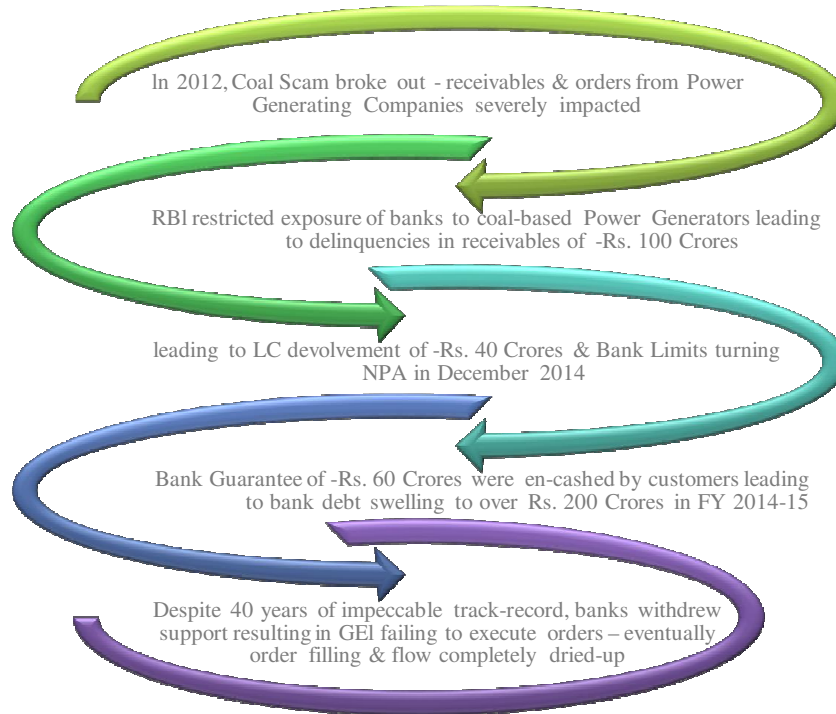 In 2012, Coal Scam broke out - receivables & orders from Power
Generating Companies severely impacted
RBI restricted exposure of banks to coal-based Power Generators leading
to delinquencies in receivables of -Rs. 100 Crores
leading to LC devolvement of -Rs. 40 Crores & Bank Limits turning
NPA in December 2014
Bank Guarantee of -Rs. 60 Crores were en-cashed by customers leading
to bank debt swelling to over Rs. 200 Crores in FY 2014-15
Despite 40 years of impeccable track-record, banks withdrew
support resulting in GEI failing to execute orders – eventually
order filling & flow completely dried-up